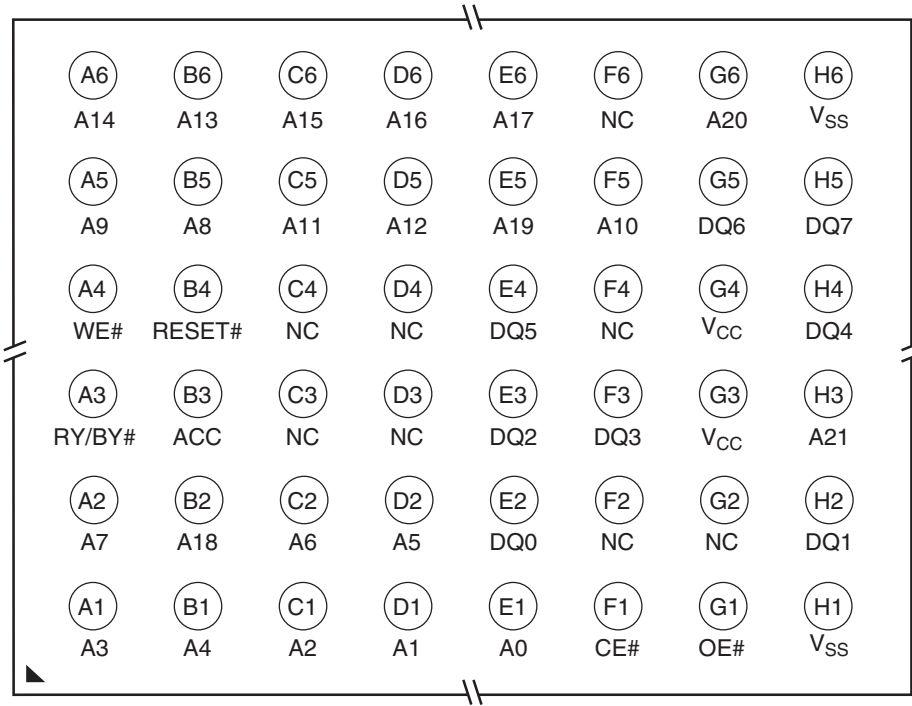 A6 B6 C6 D6 E6 F6 G6 H6
A14 A13 A15 A16 A17 NC A20 VSS
A5 B5 C5 D5 E5 F5 G5 H5
A9 A8 A11 A12 A19 A10 DQ6 DQ7
A4 B4 C4 D4 E4 F4 G4 H4
WE# RESET# NC NC DQ5 NC VCC DQ4
A3 B3 C3 D3 E3 F3 G3 H3
RY/BY# ACC NC NC DQ2 DQ3 VCC A21
A2 B2 C2 D2 E2 F2 G2 H2
A7 A18 A6 A5 DQ0 NC NC DQ1
A1 B1 C1 D1 E1 F1 G1 H1
A3 A4 A2 A1 A0 CE# OE# VSS